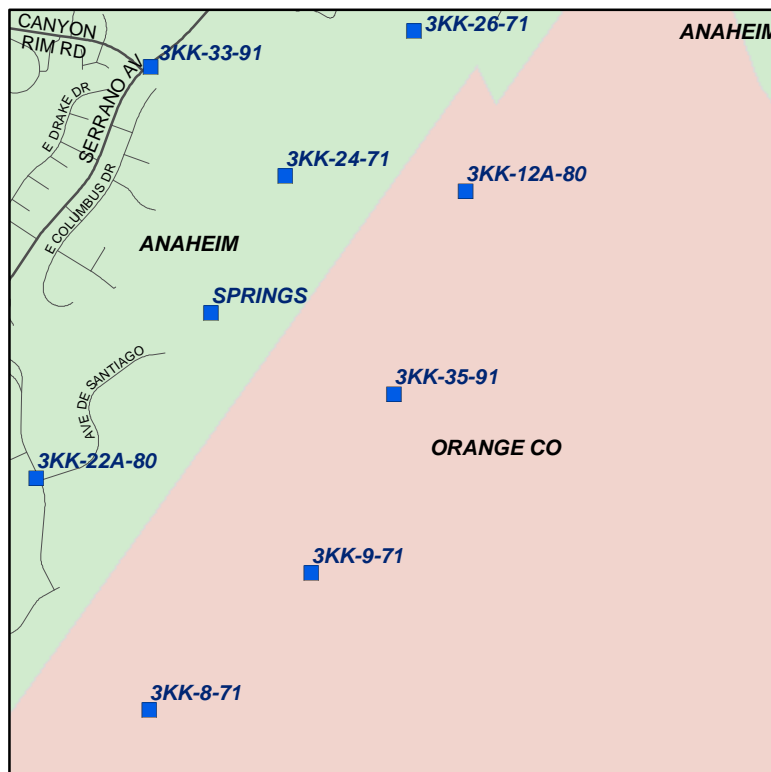 CANYON
RIM RD
3KK-26-71
ANAHEIM
3KK-33-91
SERRANO AV
E DRAKE DR
3KK-24-71
3KK-12A-80
E COLUMBUS DR
ANAHEIM
SPRINGS
AVE DE SANTIAGO
3KK-35-91
ORANGE CO
3KK-22A-80
3KK-9-71
3KK-8-71